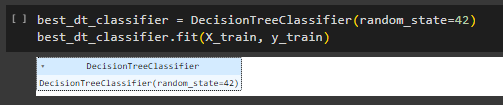 [ ] best_dt_classifier = DecisionTreeClassifier(random_state=42)
best_dt_classifier.fit(X_train, y_train)
▾ DecisionTreeClassifier
DecisionTreeClassifier(random_state=42)